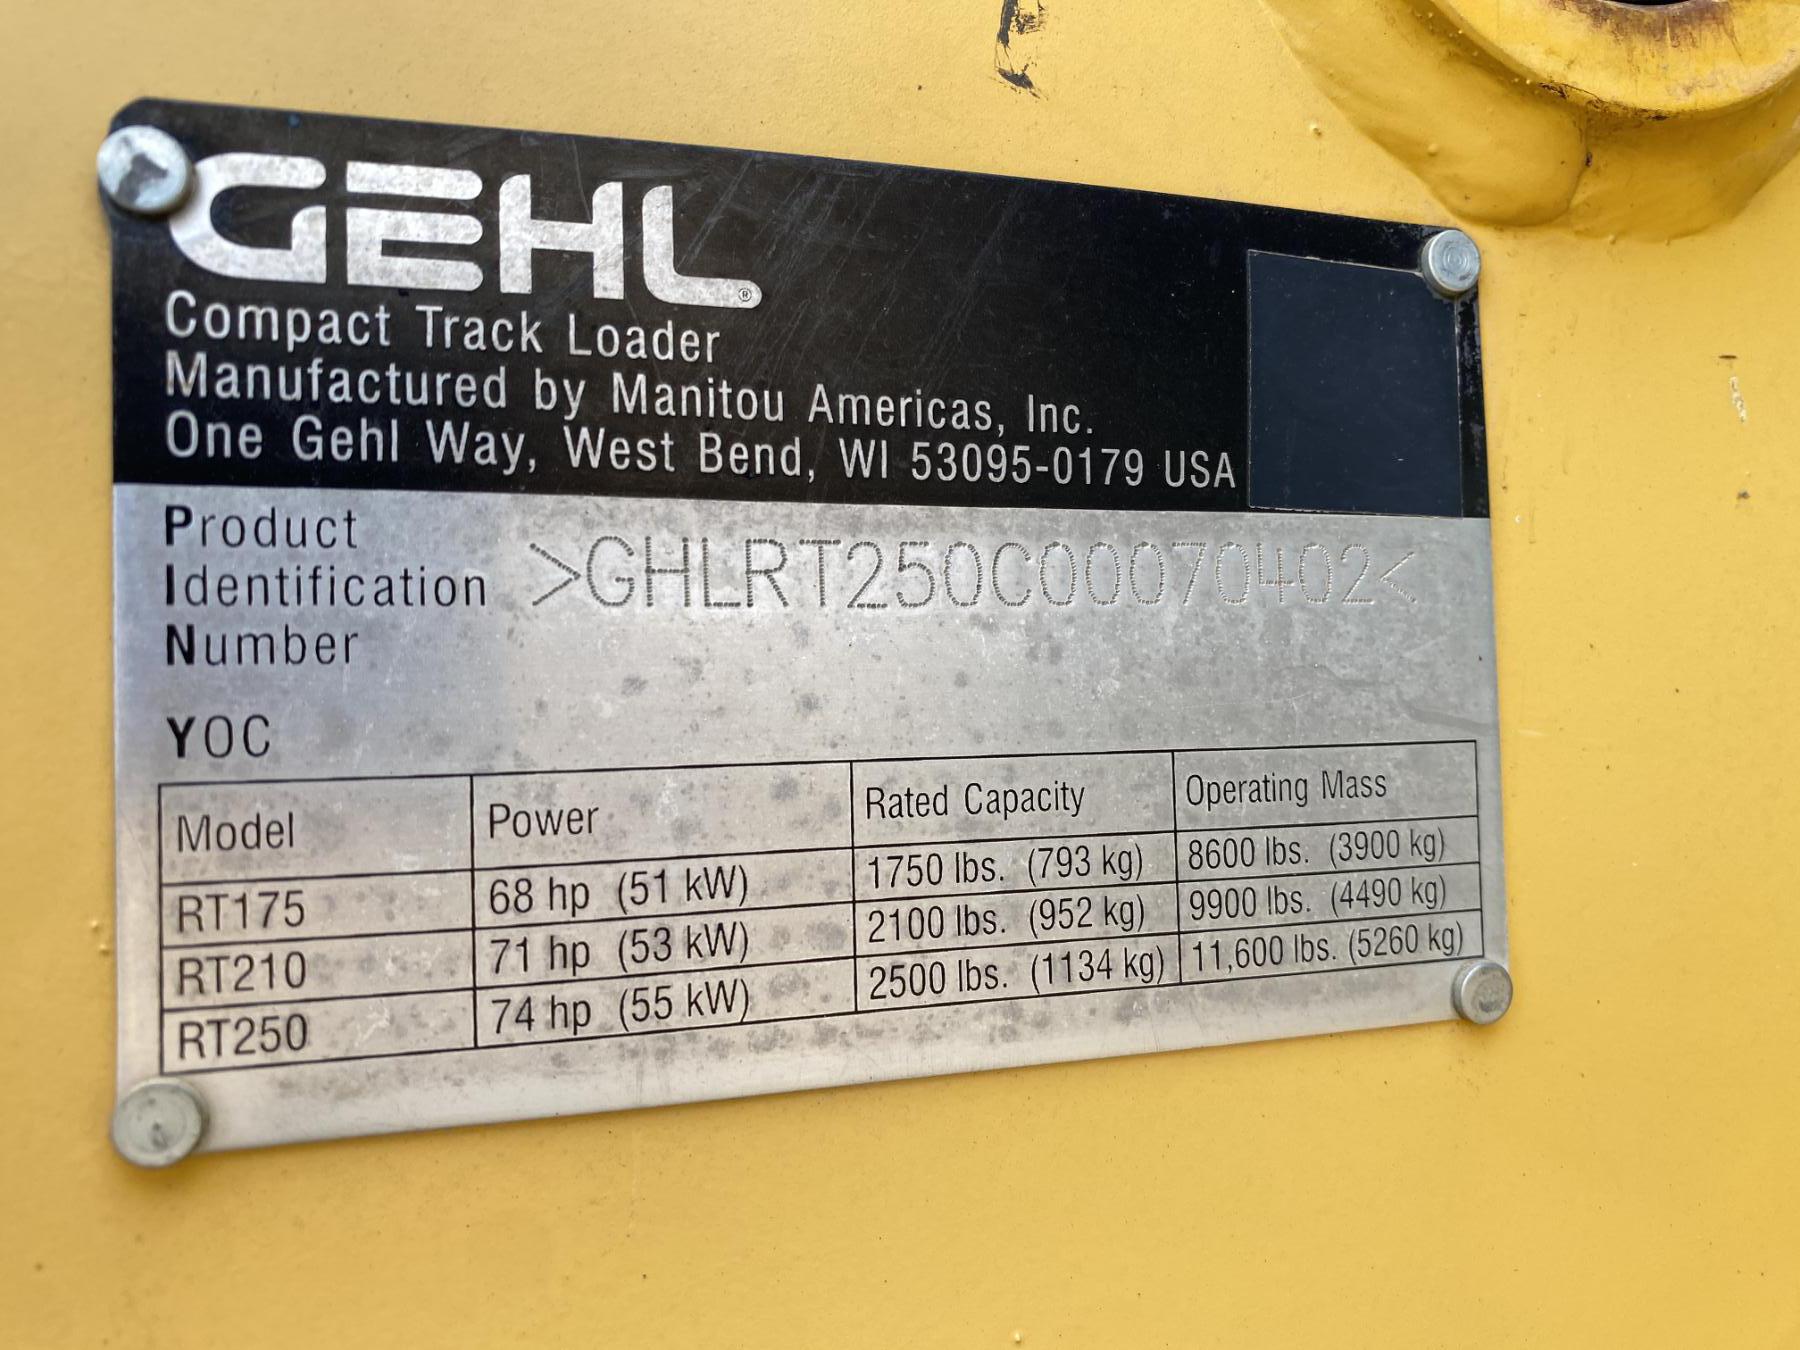 GEHL®
Compact Track Loader
Manufactured by Manitou Americas, Inc.
One Gehl Way, West Bend, WI 53095-0179 USA
Product
Identification >GHLRT250C00070402<
Number
YOC
Model Power Rated Capacity Operating Mass
RT175 68 hp (51 kW) 1750 lbs. (793 kg) 8600 lbs. (3900 kg)
RT210 71 hp (53 kW) 2100 lbs. (952 kg) 9900 lbs. (4490 kg)
RT250 74 hp (55 kW) 2500 lbs. (1134 kg) 11,600 lbs. (5260 kg)